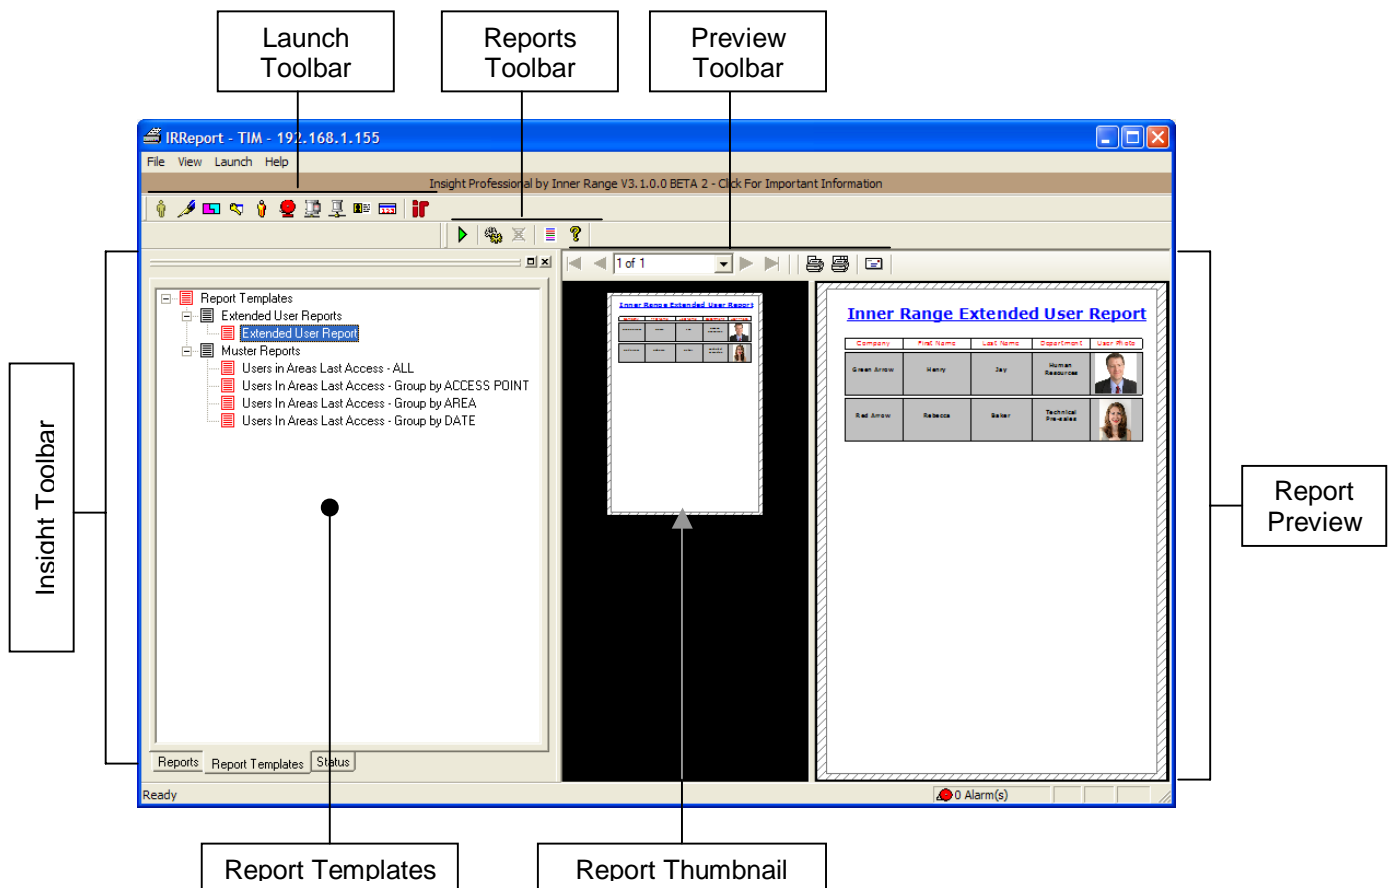 Launch
Toolbar
Reports
Toolbar
Preview
Toolbar
IRReport - TIM - 192.168.1.155
File View Launch Help
Insight Professional by Inner Range V3.1.0.0 BETA 2 - Click For Important Information
1 of 1
Report Templates
Extended User Reports
Extended User Report
Muster Reports
Users in Areas Last Access - ALL
Users In Areas Last Access - Group by ACCESS POINT
Users In Areas Last Access - Group by AREA
Users In Areas Last Access - Group by DATE
Inner Range Extended User Report
Inner Range Extended User Report
Company First Name Last Name Department User Photo
Green Arrow Henry Jay Human
Resources
Red Arrow Rebecca Baker Technical
Pre-sales
Insight Toolbar
Report
Preview
Reports Report Templates Status
Ready
0 Alarm(s)
Report Templates
Report Thumbnail